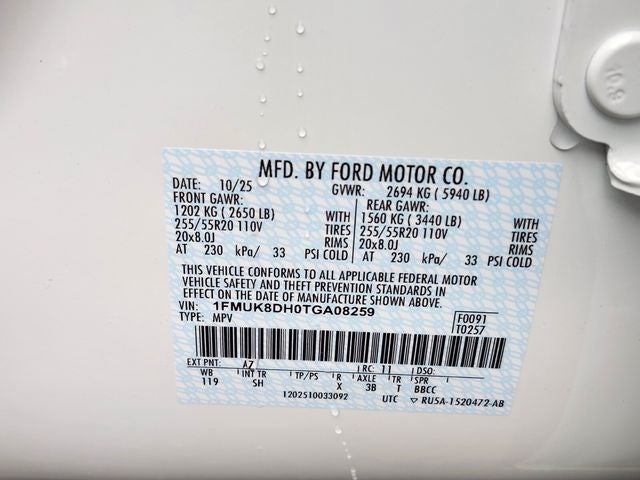 10.9
MFD. BY FORD MOTOR CO.
DATE: 10/25 GVWR: 2694 KG ( 5940 LB)
FRONT GAWR: REAR GAWR:
1202 KG ( 2650 LB) WITH 1560 KG ( 3440 LB) WITH
255/55R20 110V TIRES 255/55R20 110V TIRES
20x8.0J RIMS 20x8.0J RIMS
AT 230 kPa/ 33 PSI COLD AT 230 kPa/ 33 PSI COLD
THIS VEHICLE CONFORMS TO ALL APPLICABLE FEDERAL MOTOR
VEHICLE SAFETY AND THEFT PREVENTION STANDARDS IN
EFFECT ON THE DATE OF MANUFACTURE SHOWN ABOVE.
VIN: 1FMUK8DH0TGA08259 F0091
TYPE: MPV T0257
EXT PNT: AZ RC: 11 DSO:
WB INT TR TP/PS R AXLE TR SPR
119 SH X 3B T BBCC
1202510033092 UTC ▽ RU5A-1520472-AB